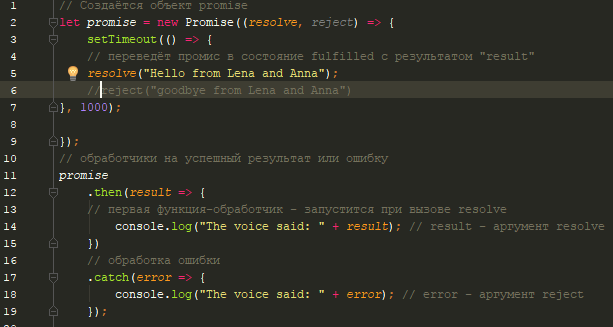 1 // Создаётся объект promise
2 let promise = new Promise((resolve, reject) => {
3 setTimeout(() => {
4 // переведёт промис в состояние fulfilled с результатом "result"
5 resolve("Hello from Lena and Anna");
6 //reject("goodbye from Lena and Anna")
7 }, 1000);
8
9 });
10 // обработчики на успешный результат или ошибку
11 promise
12 .then(result => {
13 // первая функция-обработчик - запустится при вызове resolve
14 console.log("The voice said: " + result); // result - аргумент resolve
15 })
16 // обработка ошибки
17 .catch(error => {
18 console.log("The voice said: " + error); // error - аргумент reject
19 });